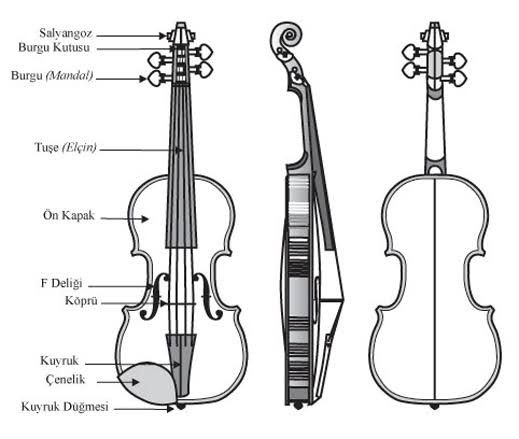 Salyangoz
Burgu Kutusu
Burgu (Mandal)
Tuşe (Elçin)
Ön Kapak
F Deliği
Köprü
Kuyruk
Çenelik
Kuyruk Düğmesi